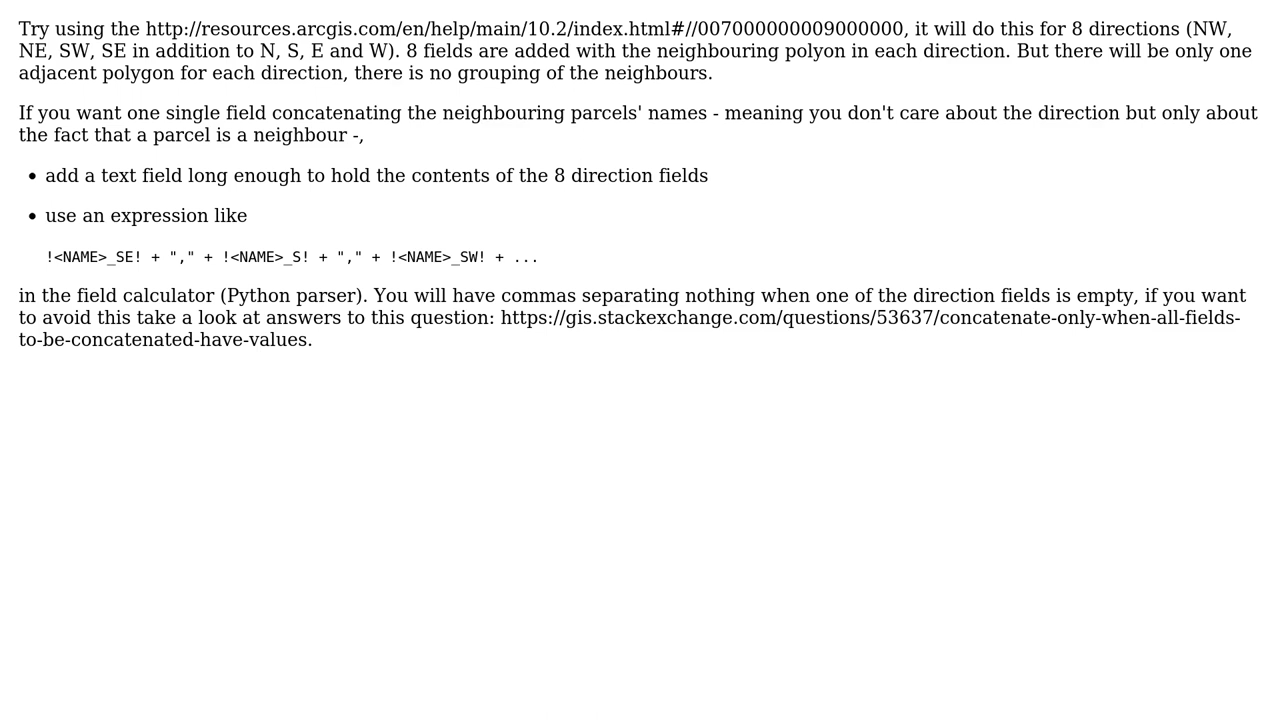 Try using the http://resources.arcgis.com/en/help/main/10.2/index.html#//007000000009000000, it will do this for 8 directions (NW,
NE, SW, SE in addition to N, S, E and W). 8 fields are added with the neighbouring polyon in each direction. But there will be only one
adjacent polygon for each direction, there is no grouping of the neighbours.
If you want one single field concatenating the neighbouring parcels' names - meaning you don't care about the direction but only about
the fact that a parcel is a neighbour -,
• add a text field long enough to hold the contents of the 8 direction fields
• use an expression like
!<NAME>_SE! + "," + !<NAME>_S! + "," + !<NAME>_SW! + ...
in the field calculator (Python parser). You will have commas separating nothing when one of the direction fields is empty, if you want
to avoid this take a look at answers to this question: https://gis.stackexchange.com/questions/53637/concatenate-only-when-all-fields-
to-be-concatenated-have-values.